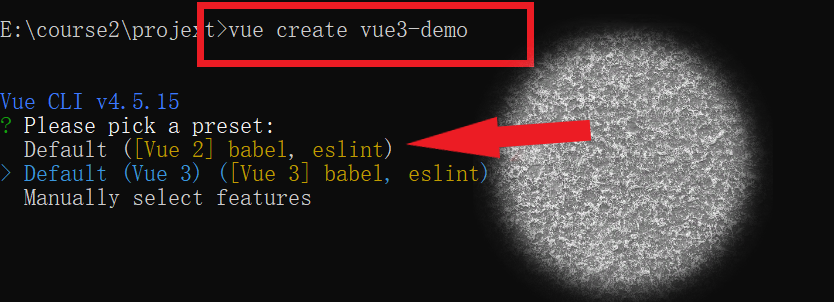 E:\course2\projext>vue create vue3-demo
Vue CLI v4.5.15
? Please pick a preset:
Default ([Vue 2] babel, eslint)
> Default (Vue 3) ([Vue 3] babel, eslint)
Manually select features